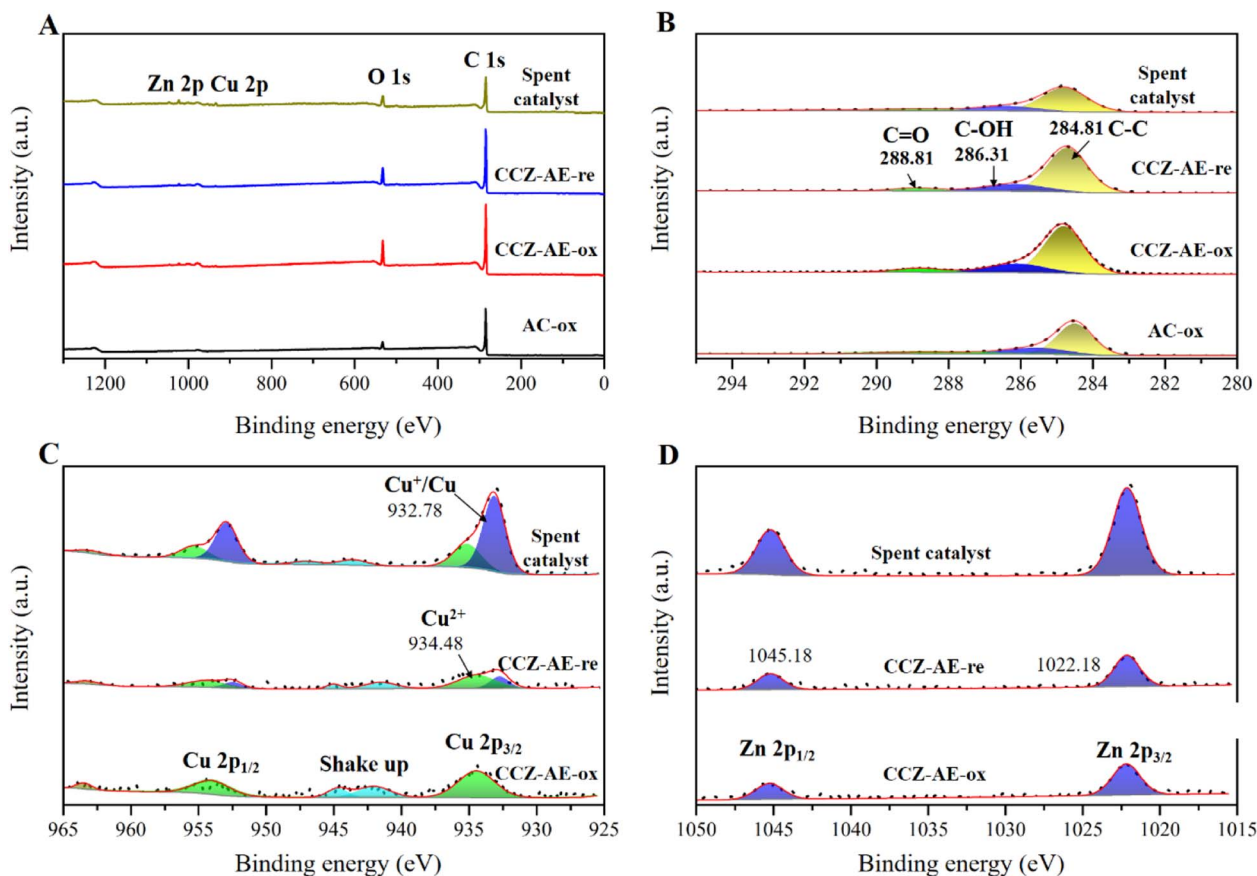 A
Intensity (a.u.)
Zn 2p Cu 2p
O 1s
C 1s
Spent
catalyst
CCZ-AE-re
CCZ-AE-ox
AC-ox
1200 1000 800 600 400 200 0
Binding energy (eV)
B
Intensity (a.u.)
Spent
catalyst
C=O
288.81
C-OH
286.31
284.81 C-C
CCZ-AE-re
CCZ-AE-ox
AC-ox
294 292 290 288 286 284 282 280
Binding energy (eV)
C
Intensity (a.u.)
Cu⁺/Cu
932.78
Spent
catalyst
Cu²⁺
934.48
CCZ-AE-re
Cu 2p₁/₂
Shake up
Cu 2p₃/₂
CCZ-AE-ox
965 960 955 950 945 940 935 930 925
Binding energy (eV)
D
Intensity (a.u.)
Spent catalyst
1045.18
CCZ-AE-re
1022.18
Zn 2p₁/₂
CCZ-AE-ox
Zn 2p₃/₂
1050 1045 1040 1035 1030 1025 1020 1015
Binding energy (eV)